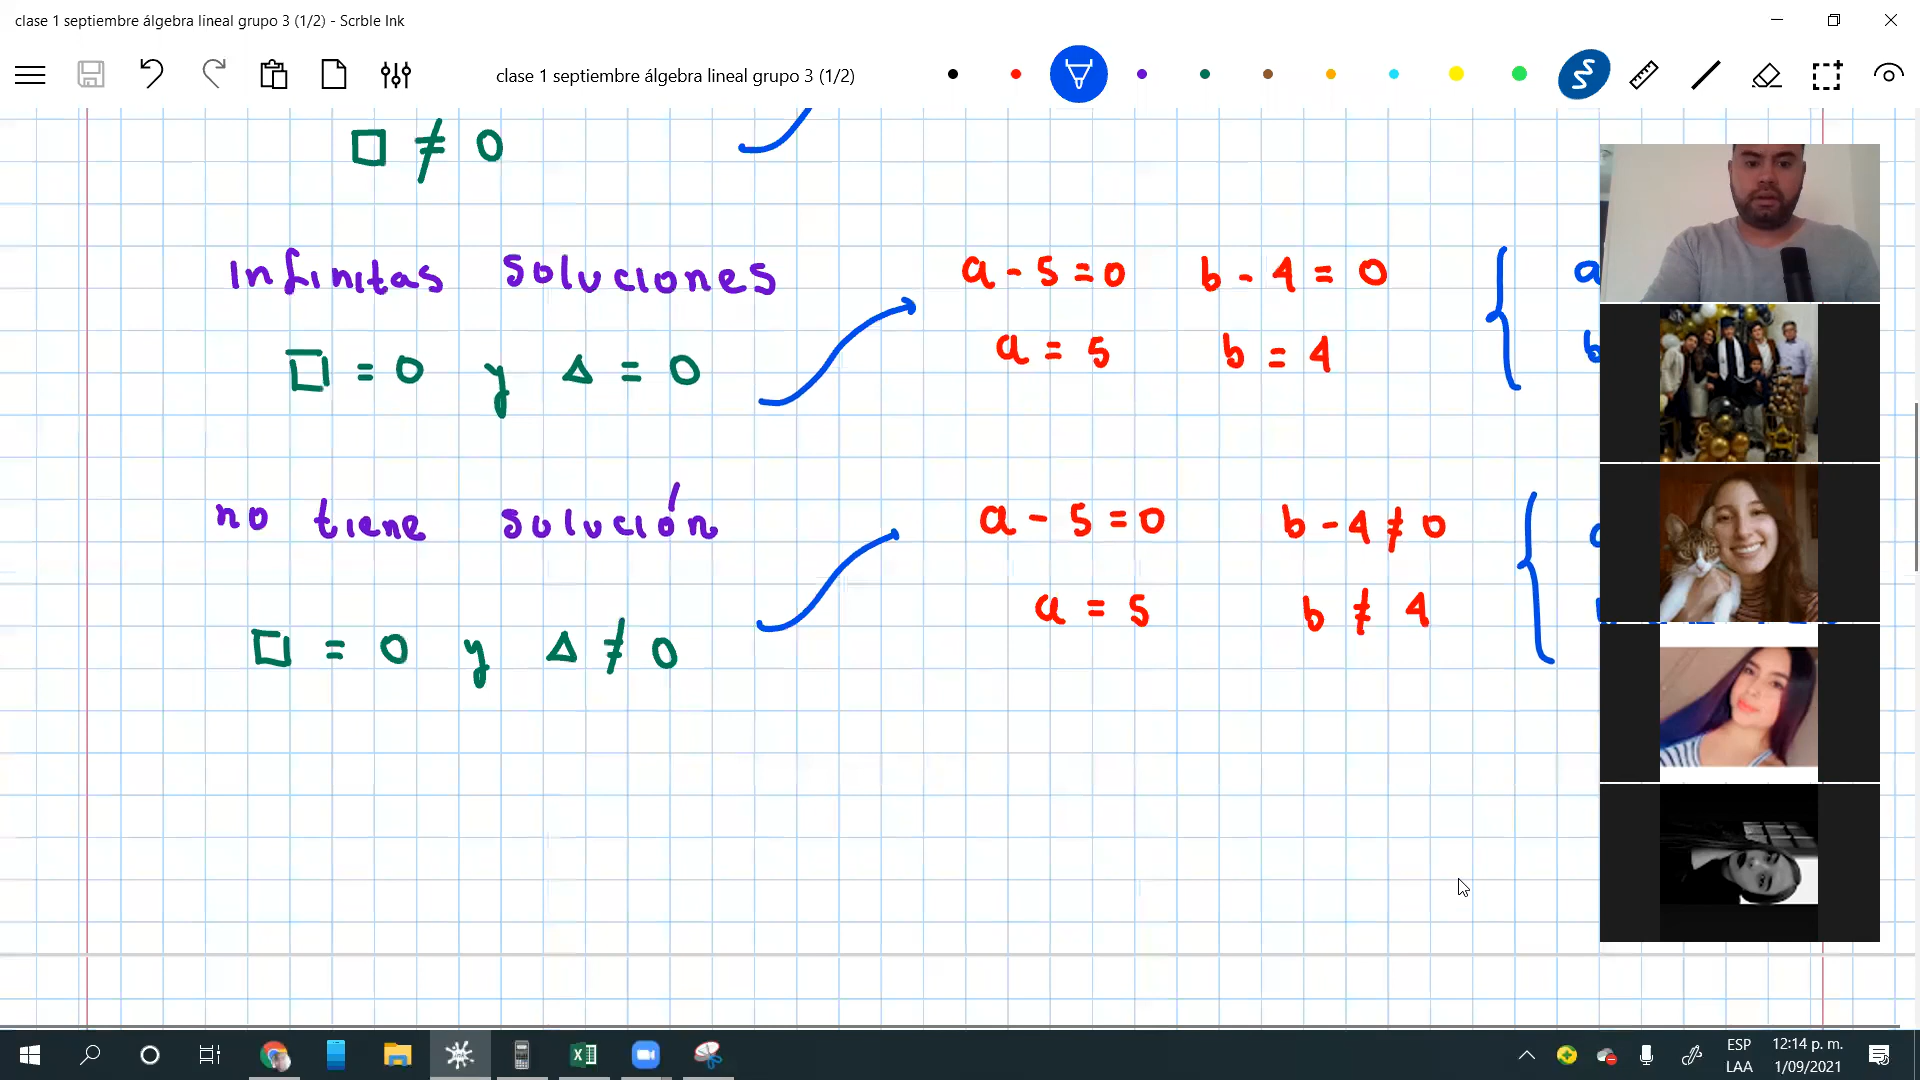 clase 1 septiembre álgebra lineal grupo 3 (1/2) - Scrble Ink
clase 1 septiembre álgebra lineal grupo 3 (1/2)
□ ≠ 0
Infinitas soluciones
a - 5 = 0 b - 4 = 0
a
□ = 0 y Δ = 0
a = 5 b = 4
b
no tiene solución
a - 5 = 0 b - 4 ≠ 0
□ = 0 y Δ ≠ 0
a = 5 b ≠ 4
ESP
LAA
12:14 p. m.
1/09/2021